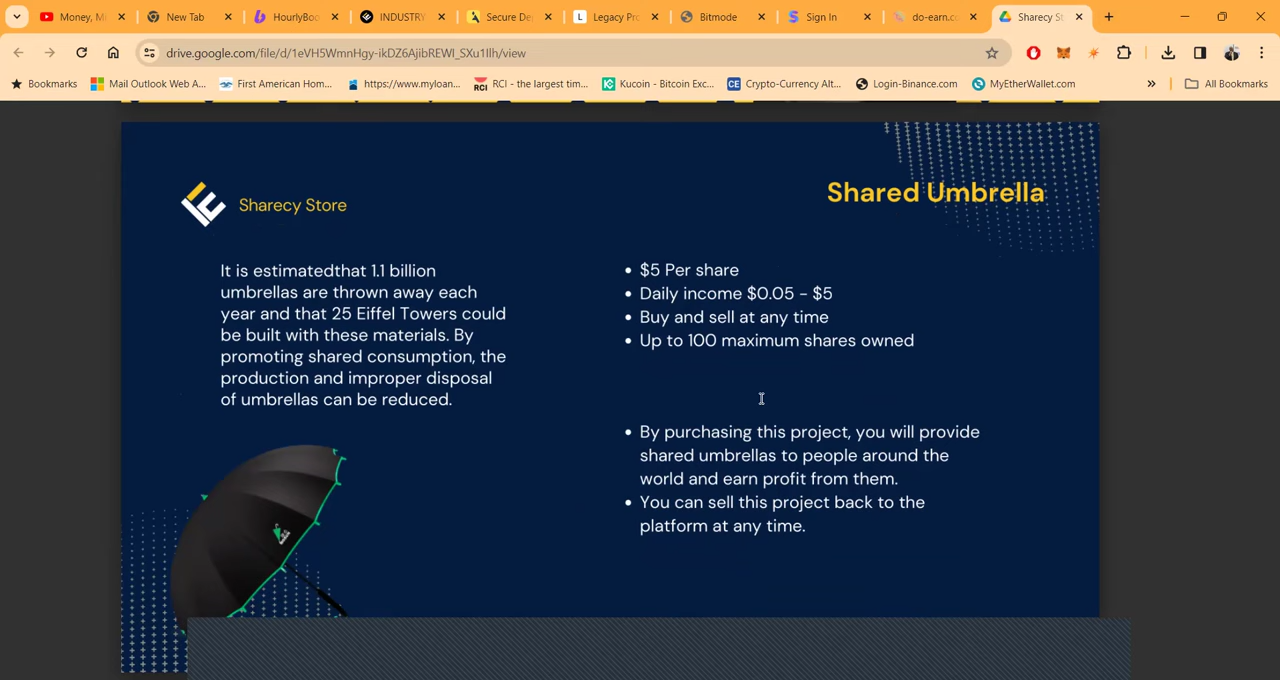 Money, M
New Tab
HourlyBoo
INDUSTRY
Secure De
Legacy Pro
Bitmode
Sign In
do-earn.co
Sharecy St
drive.google.com/file/d/1eVH5WmnHgy-ikDZ6AjibREWI_SXu1Ilh/view
Bookmarks
Mail Outlook Web A...
First American Hom...
https://www.myloan...
RCI - the largest tim...
Kucoin - Bitcoin Exc...
Crypto-Currency Alt...
Login-Binance.com
MyEtherWallet.com
All Bookmarks
Sharecy Store
Shared Umbrella
It is estimatedthat 1.1 billion
umbrellas are thrown away each
year and that 25 Eiffel Towers could
be built with these materials. By
promoting shared consumption, the
production and improper disposal
of umbrellas can be reduced.
• $5 Per share
• Daily income $0.05 - $5
• Buy and sell at any time
• Up to 100 maximum shares owned
• By purchasing this project, you will provide
shared umbrellas to people around the
world and earn profit from them.
• You can sell this project back to the
platform at any time.